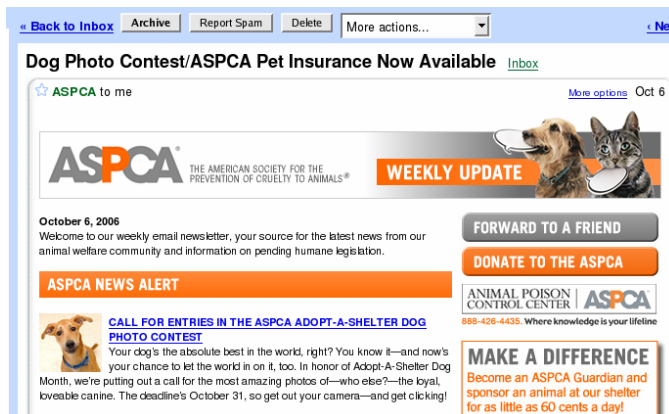 « Back to Inbox Archive Report Spam Delete More actions... ‹ Ne
Dog Photo Contest/ASPCA Pet Insurance Now Available Inbox
ASPCA to me More options Oct 6
ASPCA® THE AMERICAN SOCIETY FOR THE
PREVENTION OF CRUELTY TO ANIMALS®
WEEKLY UPDATE
October 6, 2006
Welcome to our weekly email newsletter, your source for the latest news from our
animal welfare community and information on pending humane legislation.
ASPCA NEWS ALERT
CALL FOR ENTRIES IN THE ASPCA ADOPT-A-SHELTER DOG
PHOTO CONTEST
Your dog's the absolute best in the world, right? You know it—and now's
your chance to let the world in on it, too. In honor of Adopt-A-Shelter Dog
Month, we're putting out a call for the most amazing photos of—who else?—the loyal,
loveable canine. The deadline's October 31, so get out your camera—and get clicking!
FORWARD TO A FRIEND
DONATE TO THE ASPCA
ANIMAL POISON
CONTROL CENTER ASPCA
888-426-4435. Where knowledge is your lifeline
MAKE A DIFFERENCE
Become an ASPCA Guardian and
sponsor an animal at our shelter
for as little as 60 cents a day!